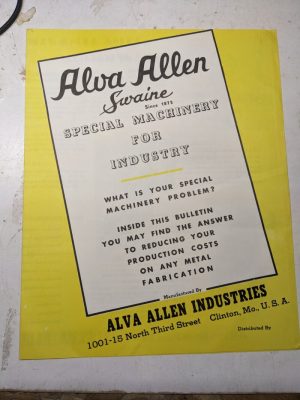 Alva Allen
Swaine
Since 1873
SPECIAL MACHINERY
FOR
INDUSTRY
WHAT IS YOUR SPECIAL
MACHINERY PROBLEM?
INSIDE THIS BULLETIN
YOU MAY FIND THE ANSWER
TO REDUCING YOUR
PRODUCTION COSTS
ON ANY METAL
FABRICATION
Manufactured By
ALVA ALLEN INDUSTRIES
1001-15 North Third Street Clinton, Mo., U. S. A.
Distributed By